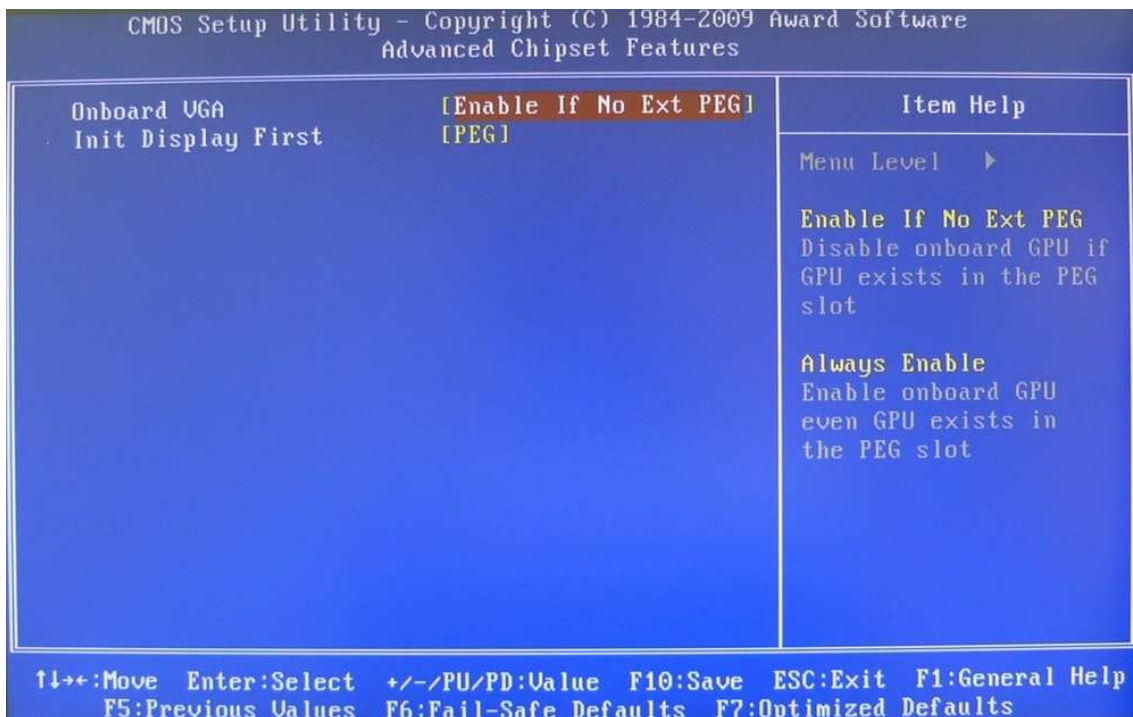 CMOS Setup Utility - Copyright (C) 1984-2009 Award Software
Advanced Chipset Features
Onboard VGA [Enable If No Ext PEG]
Init Display First [PEG]
Item Help
Menu Level ▶
Enable If No Ext PEG
Disable onboard GPU if
GPU exists in the PEG
slot
Always Enable
Enable onboard GPU
even GPU exists in
the PEG slot
↑↓→←:Move Enter:Select +/-/PU/PD:Value F10:Save ESC:Exit F1:General Help
F5:Previous Values F6:Fail-Safe Defaults F7:Optimized Defaults